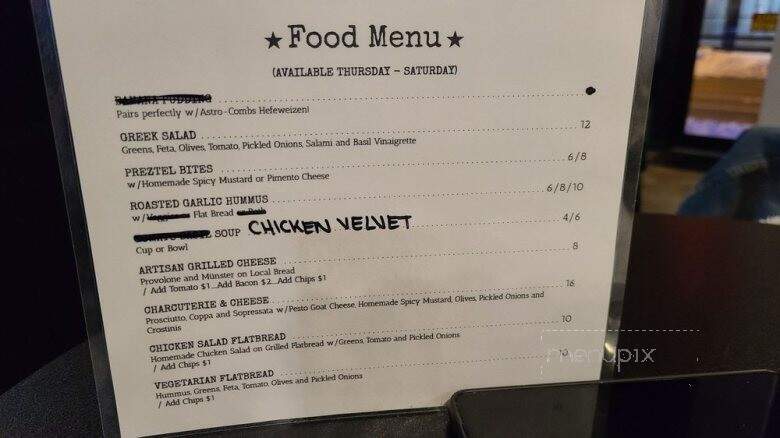 ★Food Menu★
(AVAILABLE THURSDAY – SATURDAY)
BANANA PUDDING
Pairs perfectly w/Astro-Combs Hefeweizen!
GREEK SALAD 12
Greens, Feta, Olives, Tomato, Pickled Onions, Salami and Basil Vinaigrette
PREZTEL BITES 6/8
w/Homemade Spicy Mustard or Pimento Cheese
ROASTED GARLIC HUMMUS 6/8/10
w/Veggies or Flat Bread or Both
SOUP CHICKEN VELVET 4/6
Cup or Bowl
ARTISAN GRILLED CHEESE 8
Provolone and Munster on Local Bread
/ Add Tomato $1...Add Bacon $2...Add Chips $1
CHARCUTERIE & CHEESE 16
Prosciutto, Coppa and Sopressata w/Pesto Goat Cheese, Homemade Spicy Mustard, Olives, Pickled Onions and
Crostinis
CHICKEN SALAD FLATBREAD 10
Homemade Chicken Salad on Grilled Flatbread w/Greens, Tomato and Pickled Onions
/ Add Chips $1
VEGETARIAN FLATBREAD
Hummus, Greens, Feta, Tomato, Olives and Pickled Onions
/ Add Chips $1
menupix